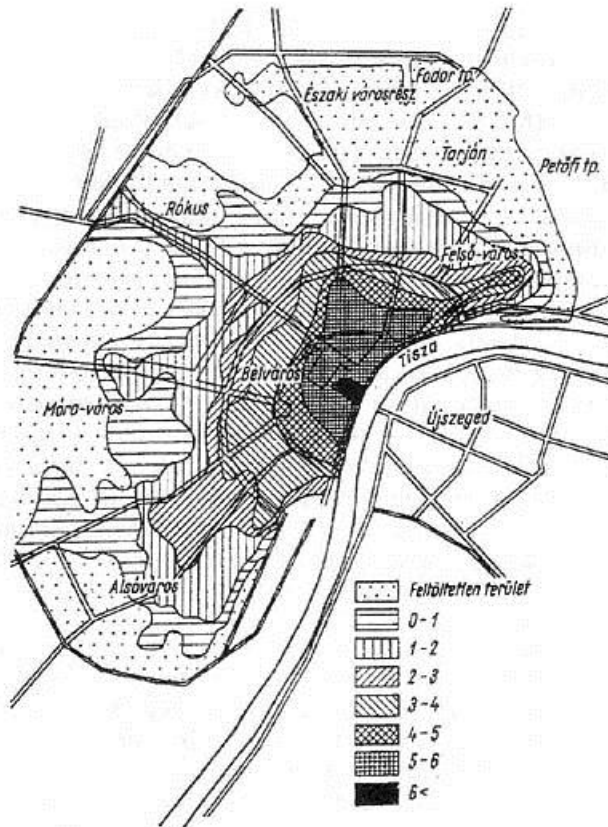 Fodor tp.
Északi városrész
Tarján
Petőfi tp.
Rókus
Felső-város
Tisza
Belváros
Újszeged
Móra-város
Alsóváros
Feltöltetlen terület
0-1
1-2
2-3
3-4
4-5
5-6
6<